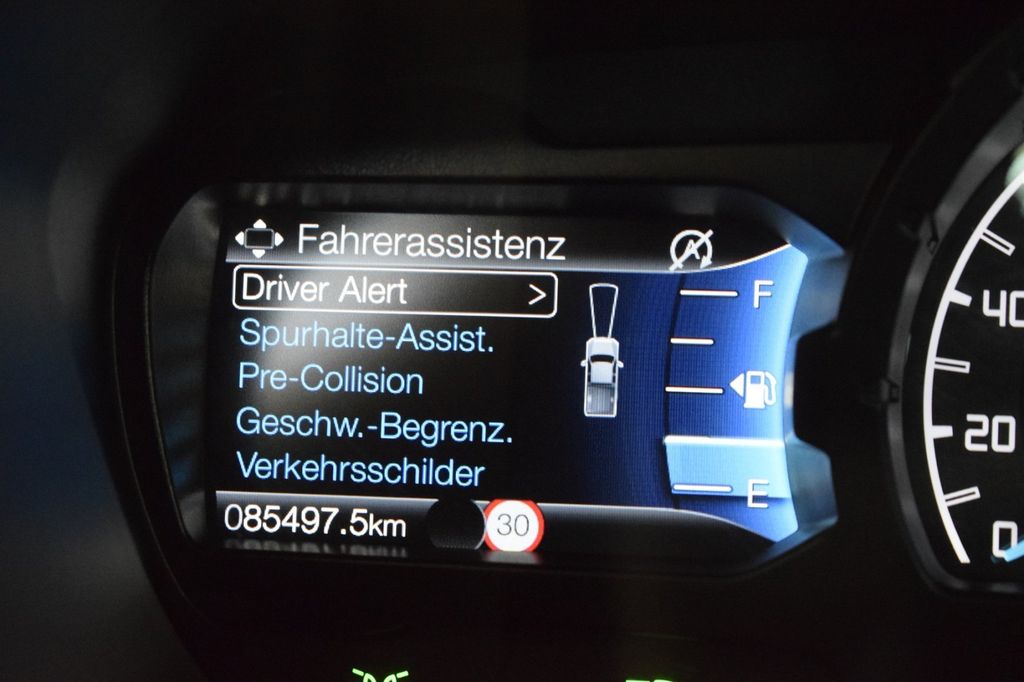 Fahrerassistenz
Driver Alert >
Spurhalte-Assist.
Pre-Collision
Geschw.-Begrenz.
Verkehrsschilder
085497.5km
30
F
E
40
20
0